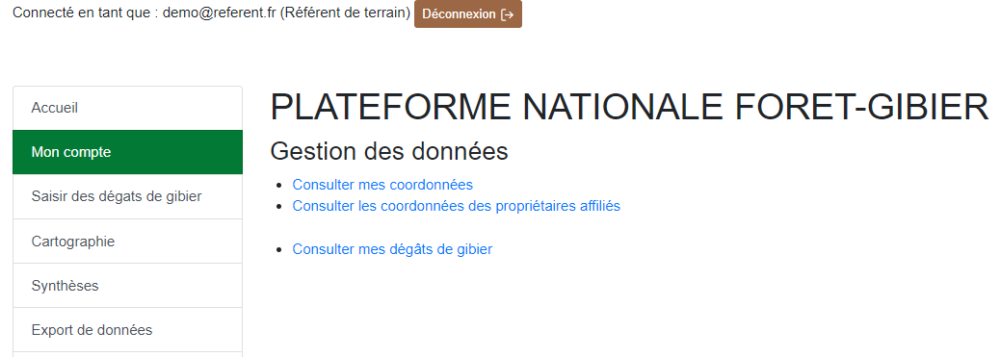 Connecté en tant que : demo@referent.fr (Référent de terrain) Déconnexion
Accueil
Mon compte
Saisir des dégats de gibier
Cartographie
Synthèses
Export de données
PLATEFORME NATIONALE FORET-GIBIER
Gestion des données
Consulter mes coordonnées
Consulter les coordonnées des propriétaires affiliés
Consulter mes dégâts de gibier